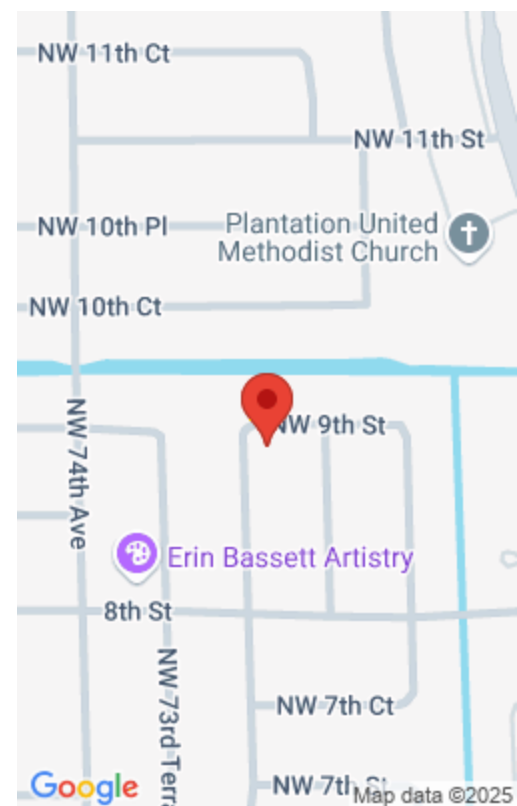 NW 11th Ct
NW 11th St
NW 10th Pl
Plantation United
Methodist Church
NW 10th Ct
NW 9th St
NW 74th Ave
Erin Bassett Artistry
8th St
NW 73rd Terra
NW 7th Ct
NW 7th St
Google
Map data ©2025